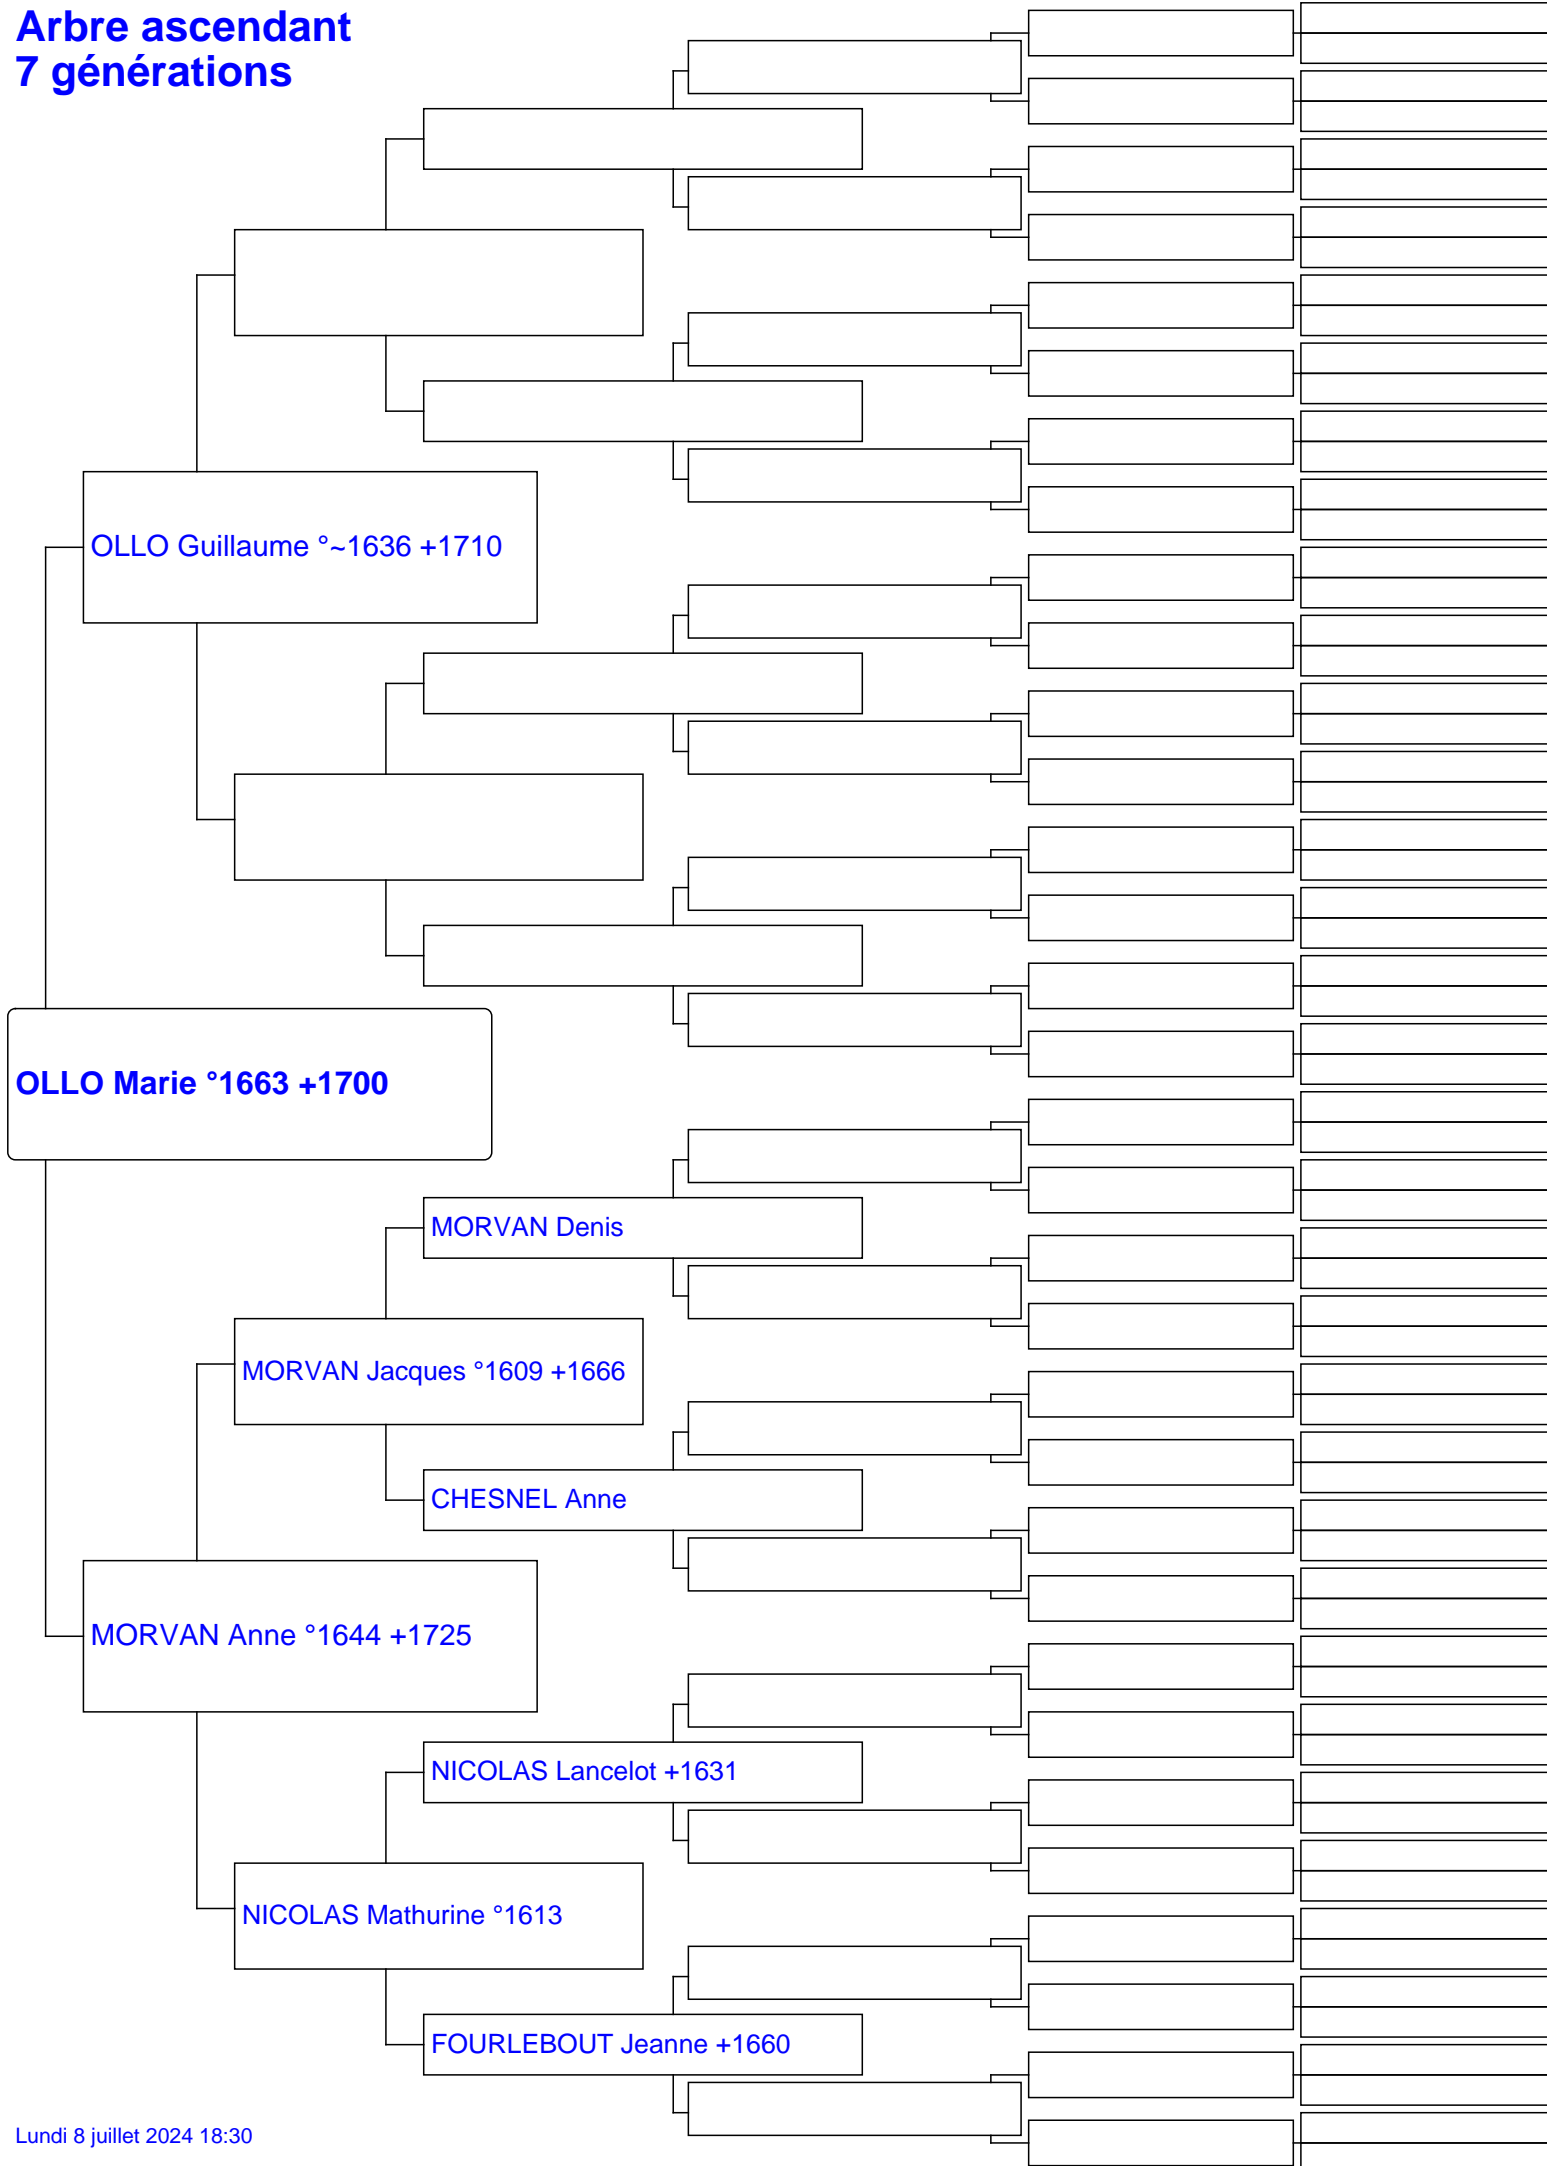 Arbre ascendant
7 générations
OLLO Guillaume °~1636 +1710
OLLO Marie °1663 +1700
MORVAN Denis
MORVAN Jacques °1609 +1666
CHESNEL Anne
MORVAN Anne °1644 +1725
NICOLAS Lancelot +1631
NICOLAS Mathurine °1613
FOURLEBOUT Jeanne +1660
Lundi 8 juillet 2024 18:30